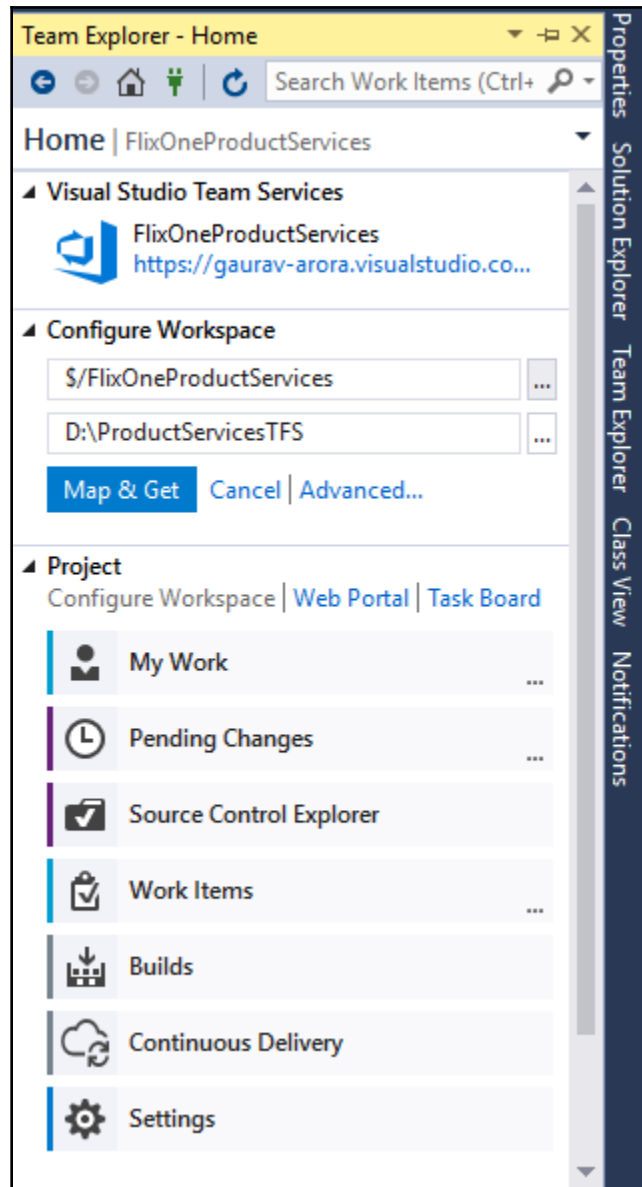 Team Explorer - Home
Search Work Items (Ctrl+
Home | FlixOneProductServices
Visual Studio Team Services
FlixOneProductServices
https://gaurav-arora.visualstudio.co...
Configure Workspace
$/FlixOneProductServices
...
D:\ProductServicesTFS
...
Map & Get Cancel | Advanced...
Project
Configure Workspace | Web Portal | Task Board
My Work
...
Pending Changes
...
Source Control Explorer
Work Items
...
Builds
Continuous Delivery
Settings
Properties
Solution Explorer
Team Explorer
Class View
Notifications